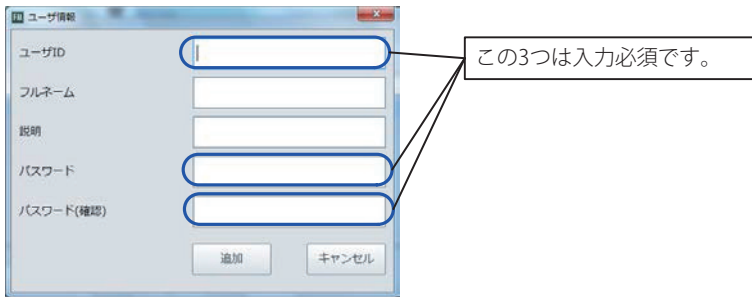 ユーザ情報
ユーザID
この3つは入力必須です。
フルネーム
説明
パスワード
パスワード(確認)
追加 キャンセル